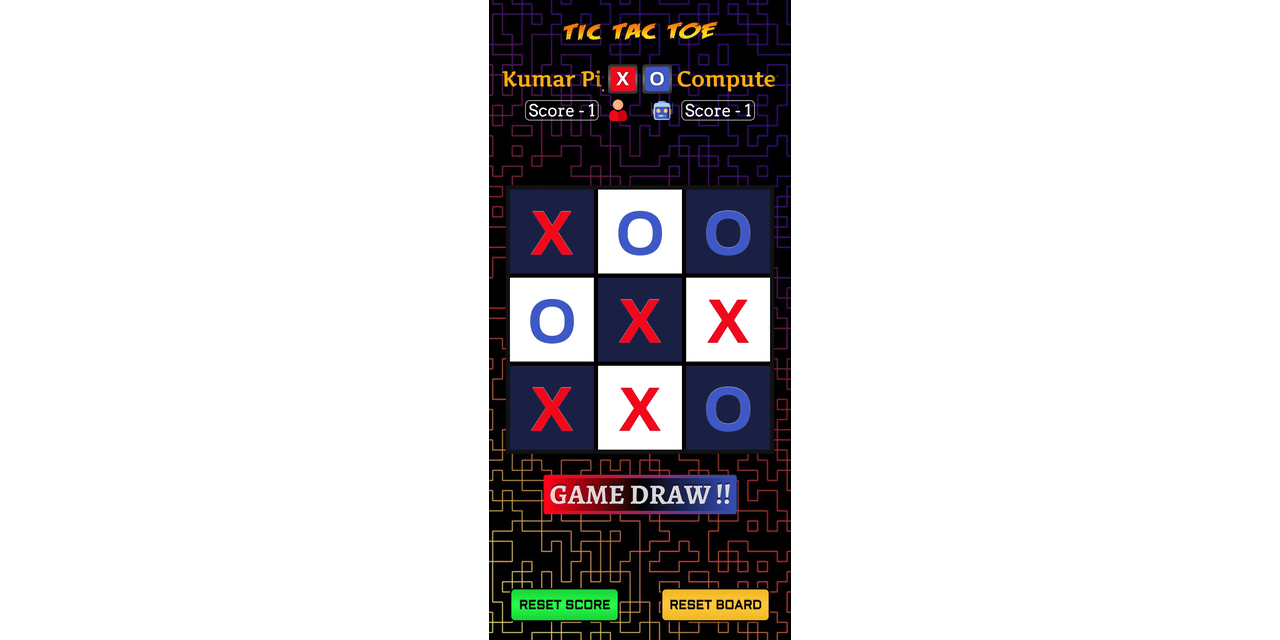 TIC TAC TOE
Kumar Pi X O Compute
Score - 1 Score - 1
X O O
O X X
X X O
GAME DRAW !!
RESET SCORE RESET BOARD